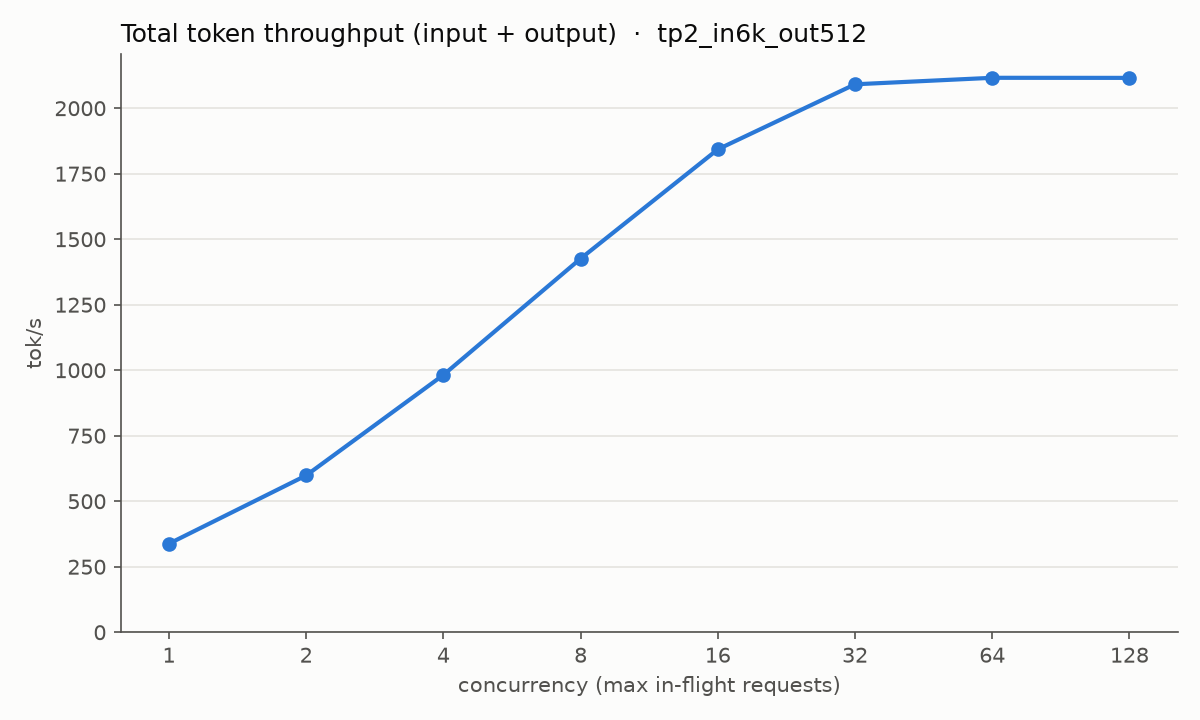 Total token throughput (input + output)  ·  tp2_in6k_out512
2000
1750
1500
1250
1000
750
500
250
0
tok/s
1 2 4 8 16 32 64 128
concurrency (max in-flight requests)